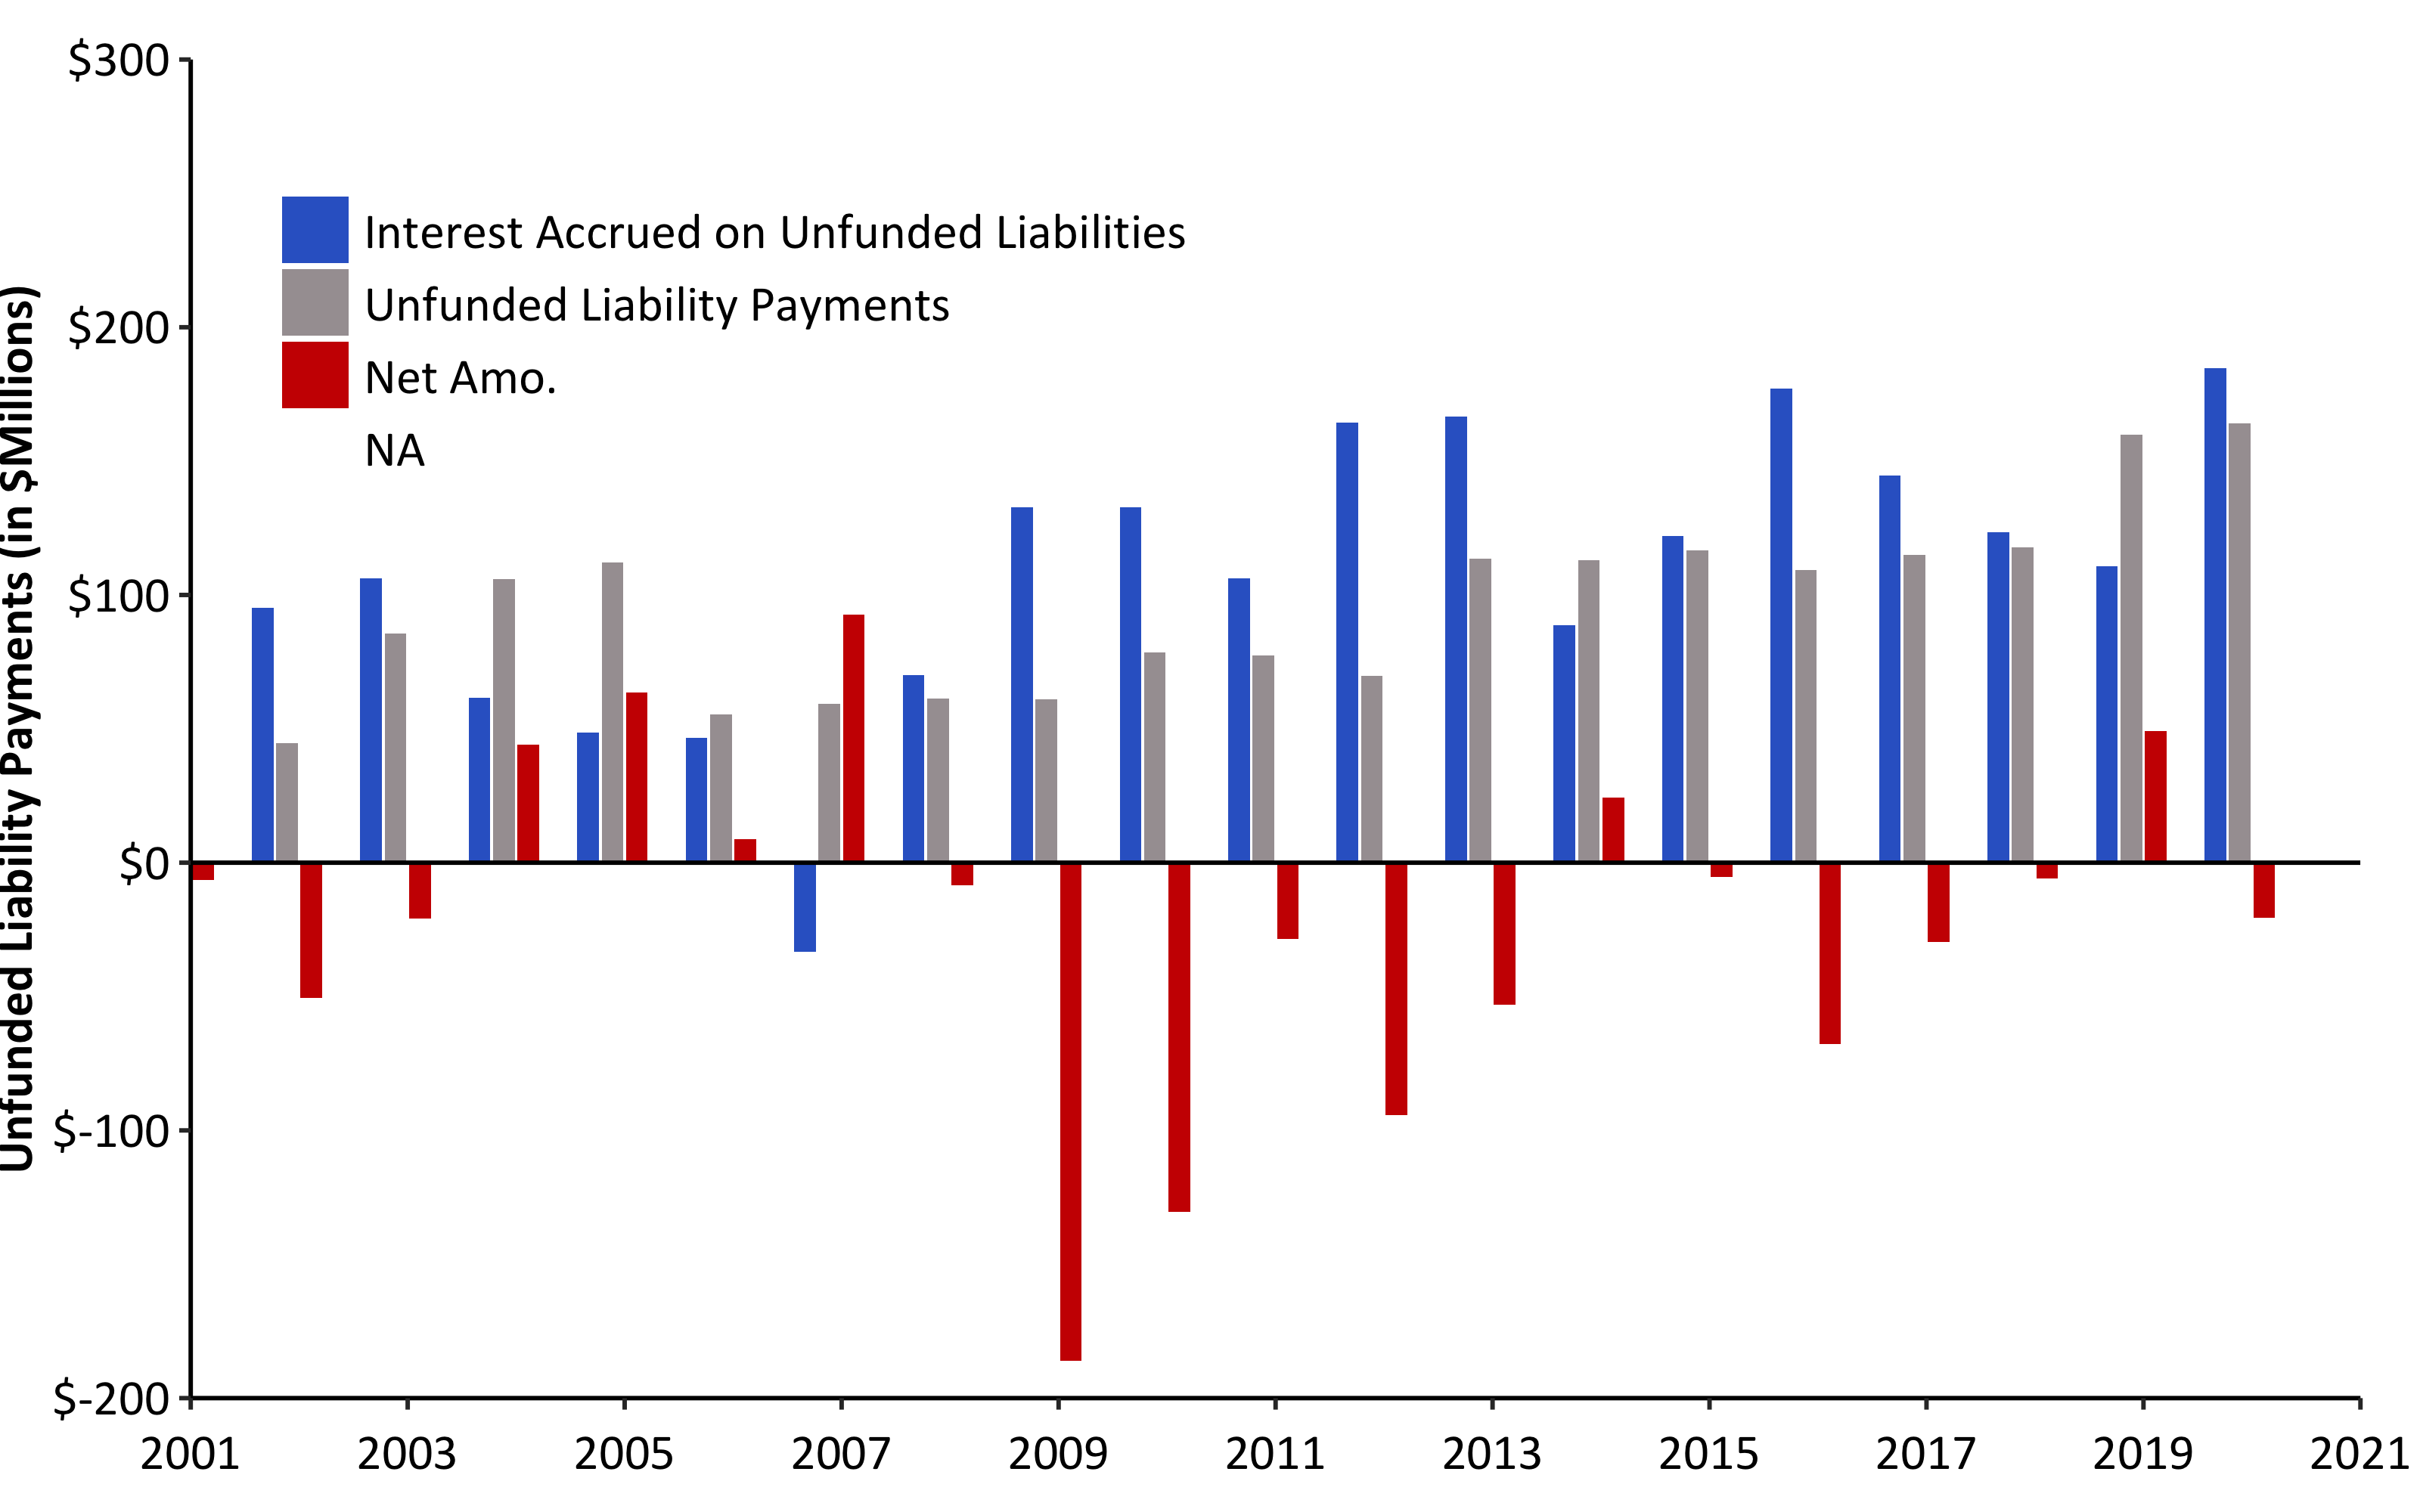 Unfunded Liability Payments (in $Millions)
$300
$200
$100
$0
$-100
$-200
Interest Accrued on Unfunded Liabilities
Unfunded Liability Payments
Net Amo.
NA
2001 2003 2005 2007 2009 2011 2013 2015 2017 2019 2021